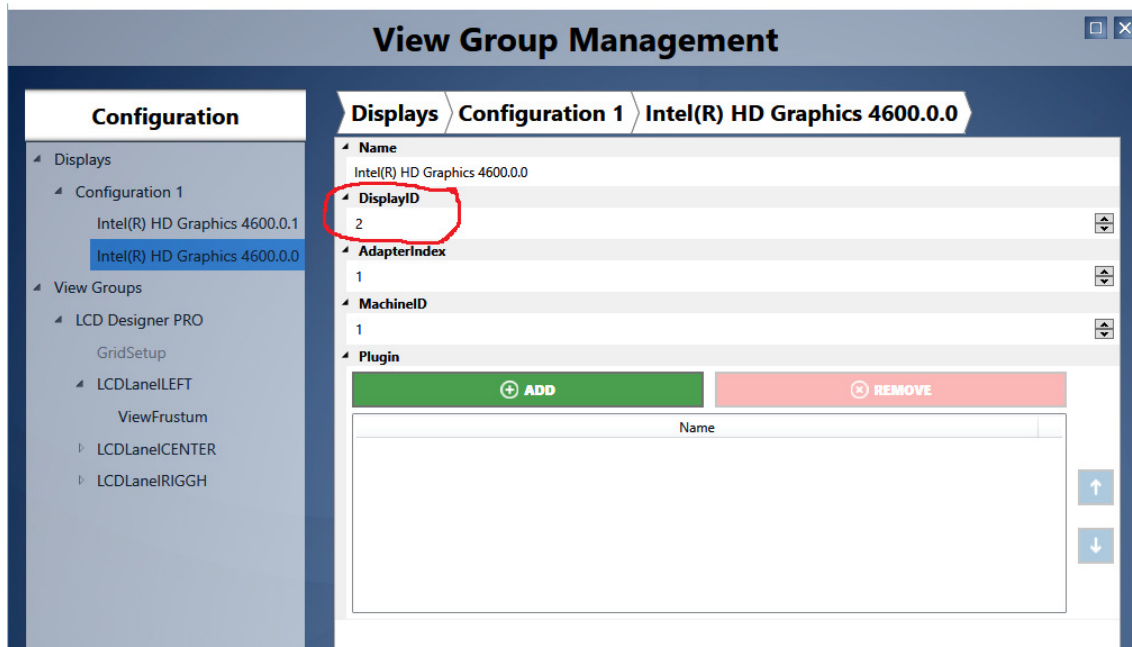 View Group Management
Configuration
Displays
Configuration 1
Intel(R) HD Graphics 4600.0.1
Intel(R) HD Graphics 4600.0.0
View Groups
LCD Designer PRO
GridSetup
LCDLanelLEFT
ViewFrustum
LCDLanelCENTER
LCDLanelRIGGH
Displays Configuration 1 Intel(R) HD Graphics 4600.0.0
Name
Intel(R) HD Graphics 4600.0.0
DisplayID
2
AdapterIndex
1
MachineID
1
Plugin
ADD REMOVE
Name